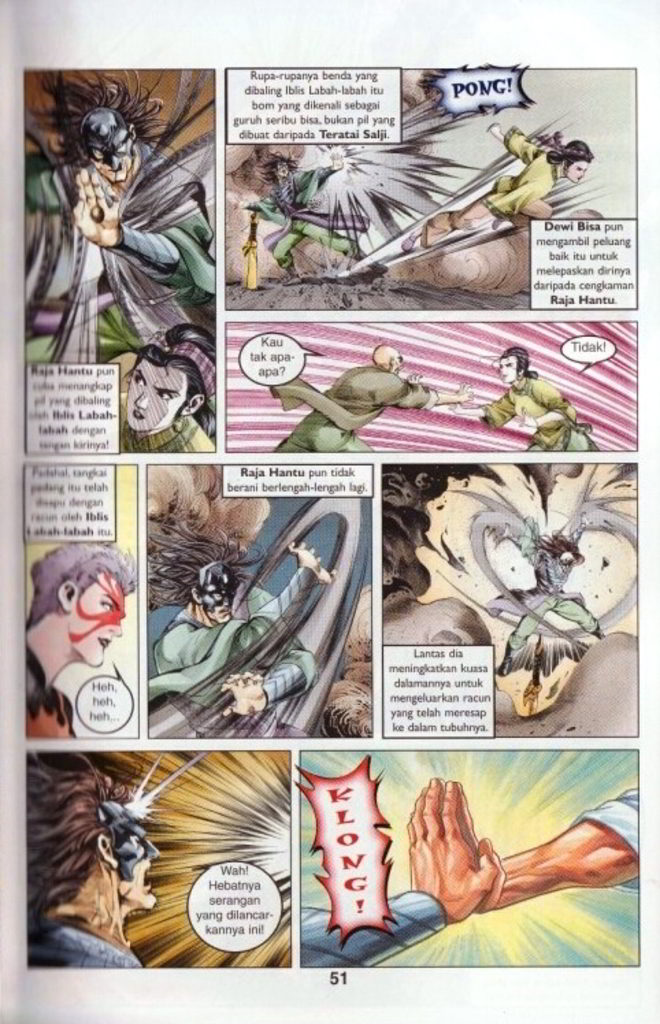 Rupa-rupanya benda yang
dibaling Iblis Labah-labah itu
bom yang dikenali sebagai
guruh seribu bisa, bukan pil yang
dibuat daripada Teratai Salji.
PONG!
Dewi Bisa pun
mengambil peluang
baik itu untuk
melepaskan dirinya
daripada cengkaman
Raja Hantu.
Raja Hantu pun
cuba menangkap
pil yang dibaling
oleh Iblis Labah-
labah dengan
tangan kirinya!
Kau
tak apa-
apa?
Tidak!
Padahal, tangkai
pedang itu telah
disapu dengan
racun oleh Iblis
Labah-labah itu.
Heh,
heh,
heh...
Raja Hantu pun tidak
berani berlengah-lengah lagi.
Lantas dia
meningkatkan kuasa
dalamannya untuk
mengeluarkan racun
yang telah meresap
ke dalam tubuhnya.
Wah!
Hebatnya
serangan
yang dilancar-
kannya ini!
KLONG!
51